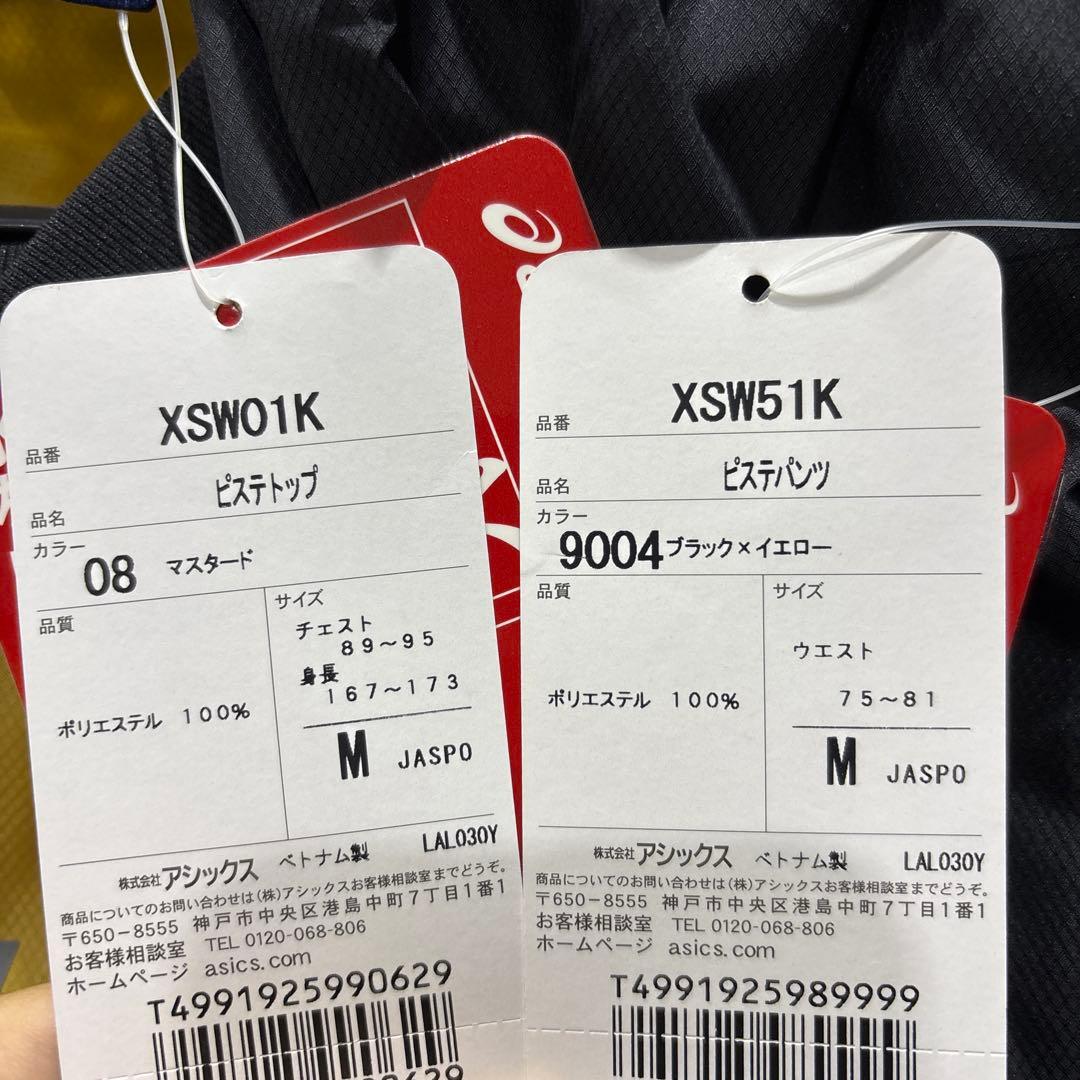 XSW01K
品番
ピステトップ
品名
カラー
08 マスタード
品質
サイズ
チェスト
89～95
身長
167～173
ポリエステル 100%
M JASPO
株式会社アシックス ベトナム製 LAL030Y
商品についてのお問い合わせは(株)アシックスお客様相談室までどうぞ。
〒650-8555 神戸市中央区港島中町7丁目1番1
お客様相談室 TEL 0120-068-806
ホームページ asics.com
T4991925990629
XSW51K
品番
ピステパンツ
品名
カラー
9004 ブラック×イエロー
品質
サイズ
ウエスト
75～81
ポリエステル 100%
M JASPO
株式会社アシックス ベトナム製 LAL030Y
商品についてのお問い合わせは(株)アシックスお客様相談室までどうぞ。
〒650-8555 神戸市中央区港島中町7丁目1番1
お客様相談室 TEL 0120-068-806
ホームページ asics.com
T4991925989999